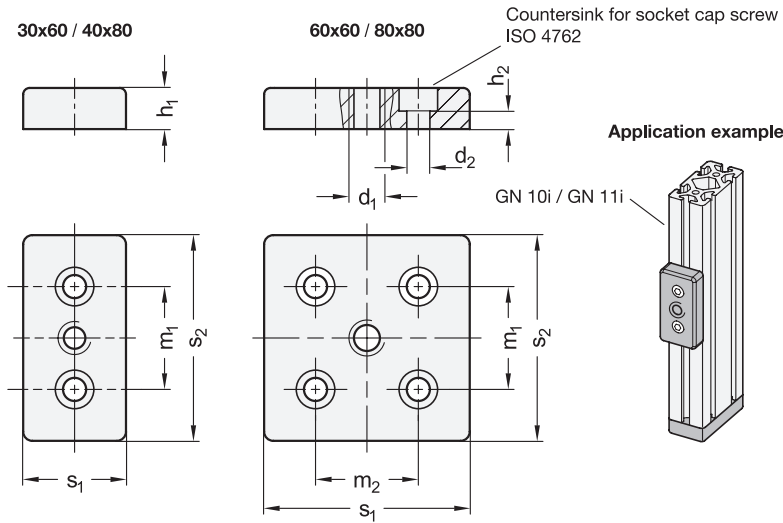 30x60 / 40x80
60x60 / 80x80
Countersink for socket cap screw
ISO 4762
h1
h2
d2
d1
Application example
GN 10i / GN 11i
m1
s2
m1
s2
s1
m2
s1